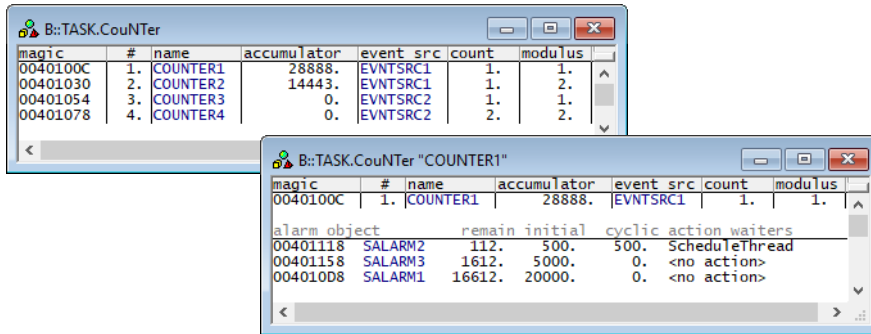 B::TASK.CouNTer
magic # name accumulator event src count modulus
0040100C 1. COUNTER1 28888. EVNTSRC1 1. 1.
00401030 2. COUNTER2 14443. EVNTSRC1 1. 2.
00401054 3. COUNTER3 0. EVNTSRC2 1. 1.
00401078 4. COUNTER4 0. EVNTSRC2 2. 2.
B::TASK.CouNTer "COUNTER1"
magic # name accumulator event src count modulus
0040100C 1. COUNTER1 28888. EVNTSRC1 1. 1.
alarm object remain initial cyclic action waiters
00401118 SALARM2 112. 500. 500. ScheduleThread
00401158 SALARM3 1612. 5000. 0. <no action>
004010D8 SALARM1 16612. 20000. 0. <no action>